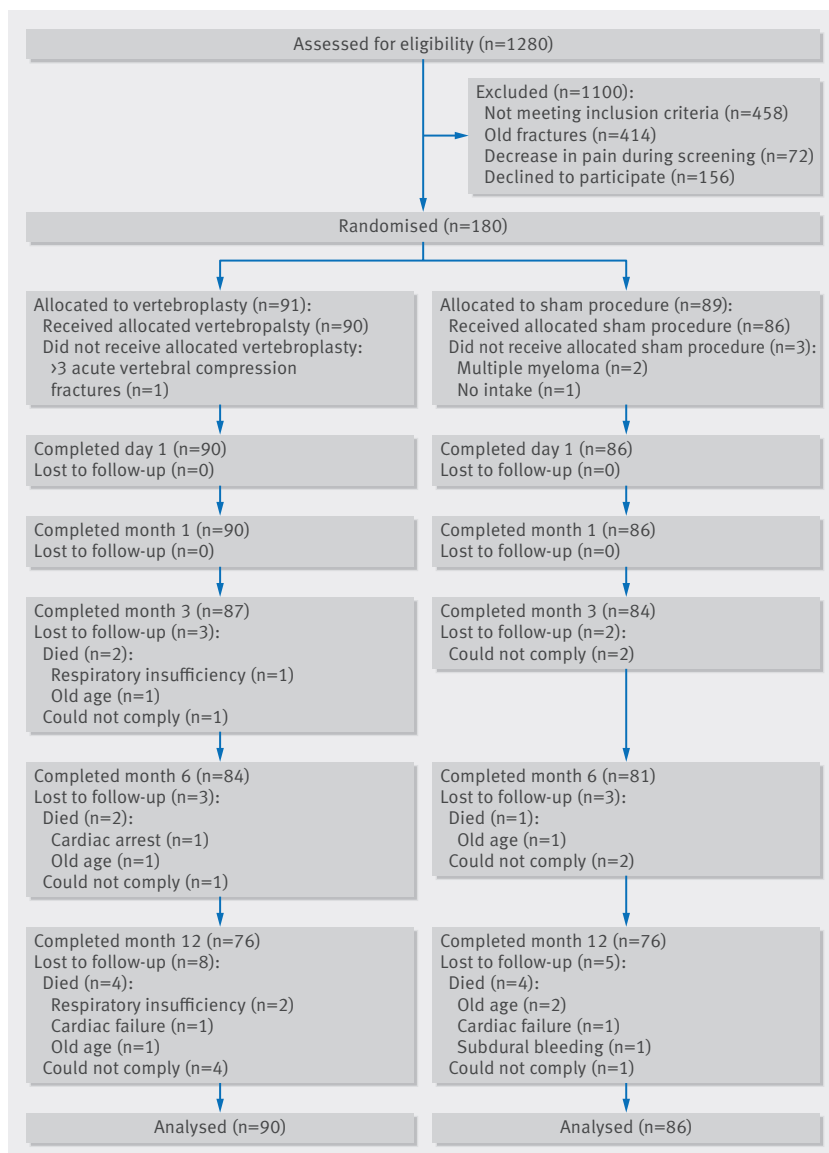 Assessed for eligibility (n=1280)
Excluded (n=1100):
Not meeting inclusion criteria (n=458)
Old fractures (n=414)
Decrease in pain during screening (n=72)
Declined to participate (n=156)
Randomised (n=180)
Allocated to vertebroplasty (n=91):
Received allocated vertebropalsty (n=90)
Did not receive allocated vertebroplasty:
>3 acute vertebral compression
fractures (n=1)
Allocated to sham procedure (n=89):
Received allocated sham procedure (n=86)
Did not receive allocated sham procedure (n=3):
Multiple myeloma (n=2)
No intake (n=1)
Completed day 1 (n=90)
Lost to follow-up (n=0)
Completed day 1 (n=86)
Lost to follow-up (n=0)
Completed month 1 (n=90)
Lost to follow-up (n=0)
Completed month 1 (n=86)
Lost to follow-up (n=0)
Completed month 3 (n=87)
Lost to follow-up (n=3):
Died (n=2):
Respiratory insufficiency (n=1)
Old age (n=1)
Could not comply (n=1)
Completed month 3 (n=84)
Lost to follow-up (n=2):
Could not comply (n=2)
Completed month 6 (n=84)
Lost to follow-up (n=3):
Died (n=2):
Cardiac arrest (n=1)
Old age (n=1)
Could not comply (n=1)
Completed month 6 (n=81)
Lost to follow-up (n=3):
Died (n=1):
Old age (n=1)
Could not comply (n=2)
Completed month 12 (n=76)
Lost to follow-up (n=8):
Died (n=4):
Respiratory insufficiency (n=2)
Cardiac failure (n=1)
Old age (n=1)
Could not comply (n=4)
Completed month 12 (n=76)
Lost to follow-up (n=5):
Died (n=4):
Old age (n=2)
Cardiac failure (n=1)
Subdural bleeding (n=1)
Could not comply (n=1)
Analysed (n=90)
Analysed (n=86)